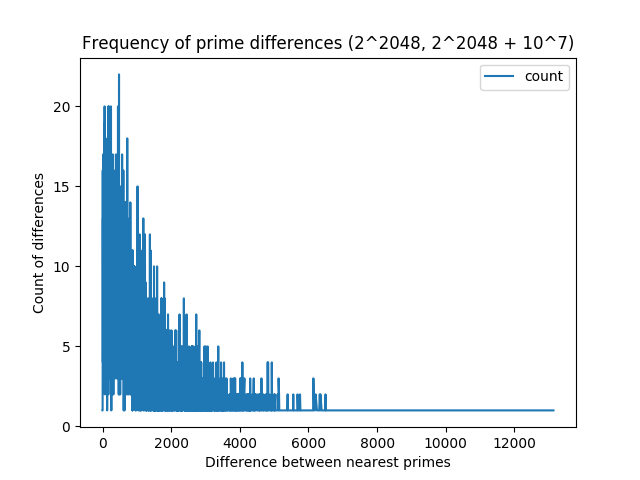 Frequency of prime differences (2^2048, 2^2048 + 10^7)
count
20
15
10
5
0
Count of differences
0 2000 4000 6000 8000 10000 12000
Difference between nearest primes